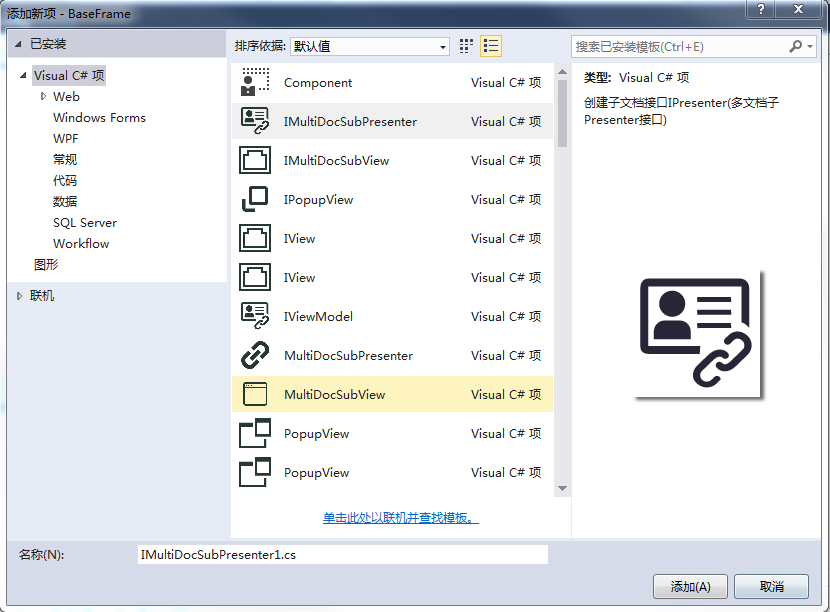 添加新项 - BaseFrame
?
已安装
排序依据:
默认值
搜索已安装模板(Ctrl+E)
Visual C# 项
Web
Windows Forms
WPF
常规
代码
数据
SQL Server
Workflow
图形
联机
Component Visual C# 项
IMultiDocSubPresenter Visual C# 项
IMultiDocSubView Visual C# 项
IPopupView Visual C# 项
IView Visual C# 项
IView Visual C# 项
IViewModel Visual C# 项
MultiDocSubPresenter Visual C# 项
MultiDocSubView Visual C# 项
PopupView Visual C# 项
PopupView Visual C# 项
单击此处以联机并查找模板。
类型: Visual C# 项
创建子文档接口IPresenter(多文档子
Presenter接口)
名称(N):
IMultiDocSubPresenter1.cs
添加(A)
取消